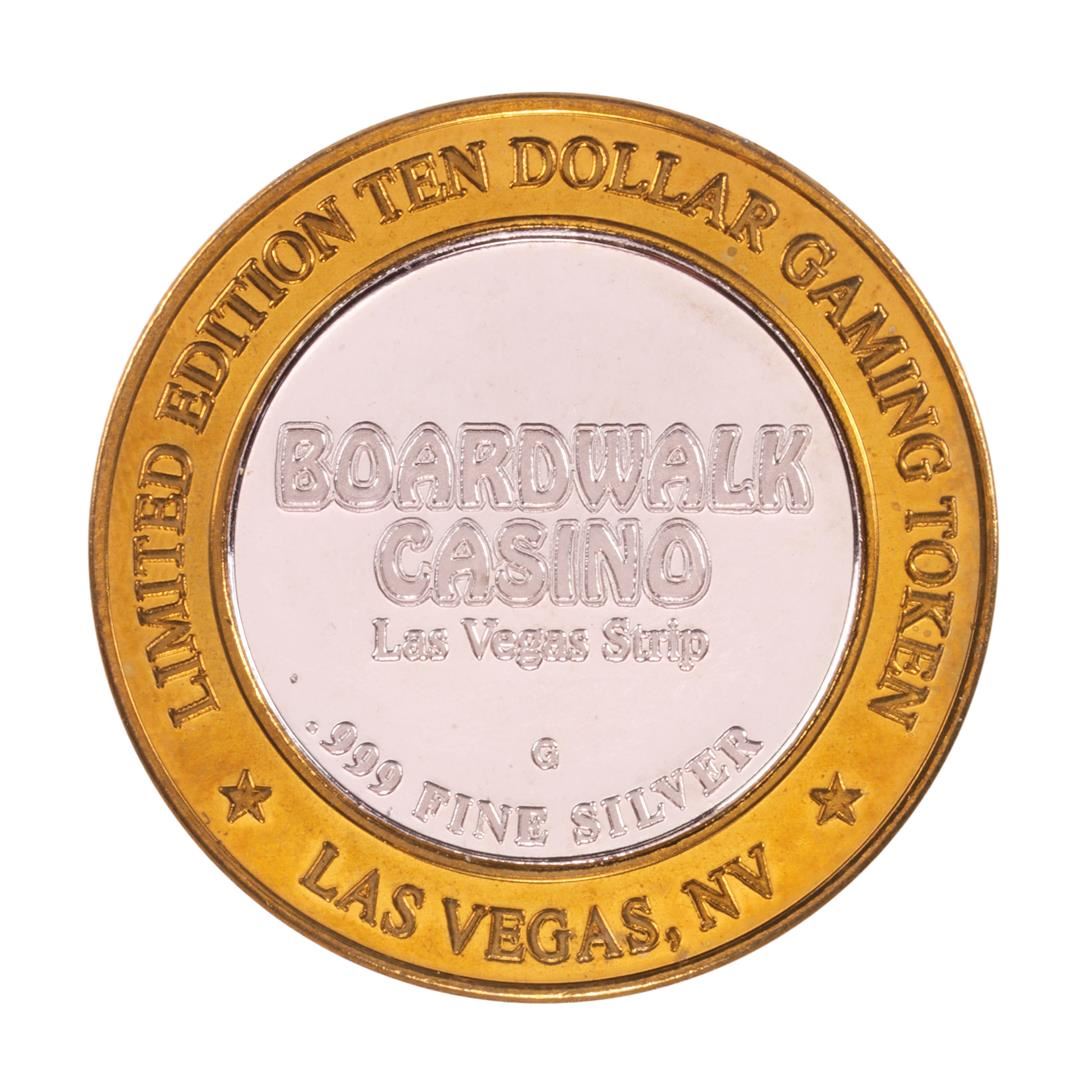 LIMITED EDITION TEN DOLLAR GAMING TOKEN
BOARDWALK
CASINO
Las Vegas Strip
G
.999 FINE SILVER
LAS VEGAS, NV